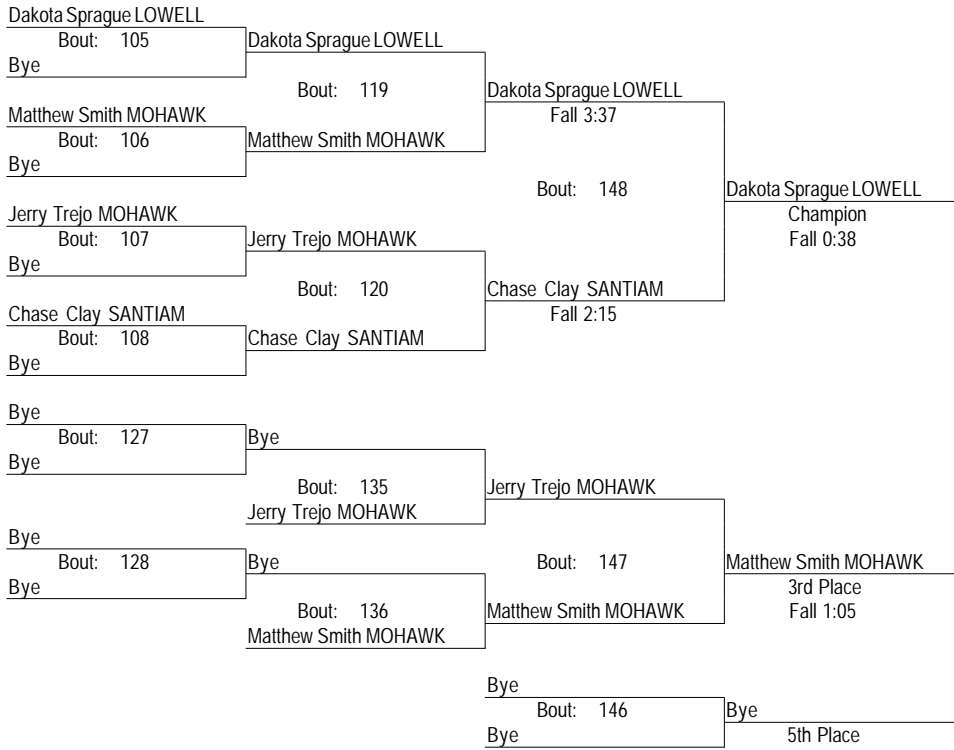 Dakota Sprague LOWELL
Bout: 105
Dakota Sprague LOWELL
Bye
Bout: 119
Dakota Sprague LOWELL
Matthew Smith MOHAWK
Fall 3:37
Bout: 106
Matthew Smith MOHAWK
Bye
Bout: 148
Dakota Sprague LOWELL
Jerry Trejo MOHAWK
Champion
Bout: 107
Jerry Trejo MOHAWK
Fall 0:38
Bye
Bout: 120
Chase Clay SANTIAM
Chase Clay SANTIAM
Fall 2:15
Bout: 108
Chase Clay SANTIAM
Bye
Bye
Bout: 127
Bye
Bye
Bout: 135
Jerry Trejo MOHAWK
Jerry Trejo MOHAWK
Bye
Bout: 128
Bye
Bout: 147
Matthew Smith MOHAWK
Bye
3rd Place
Bout: 136
Matthew Smith MOHAWK
Fall 1:05
Matthew Smith MOHAWK
Bye
Bout: 146
Bye
Bye
5th Place